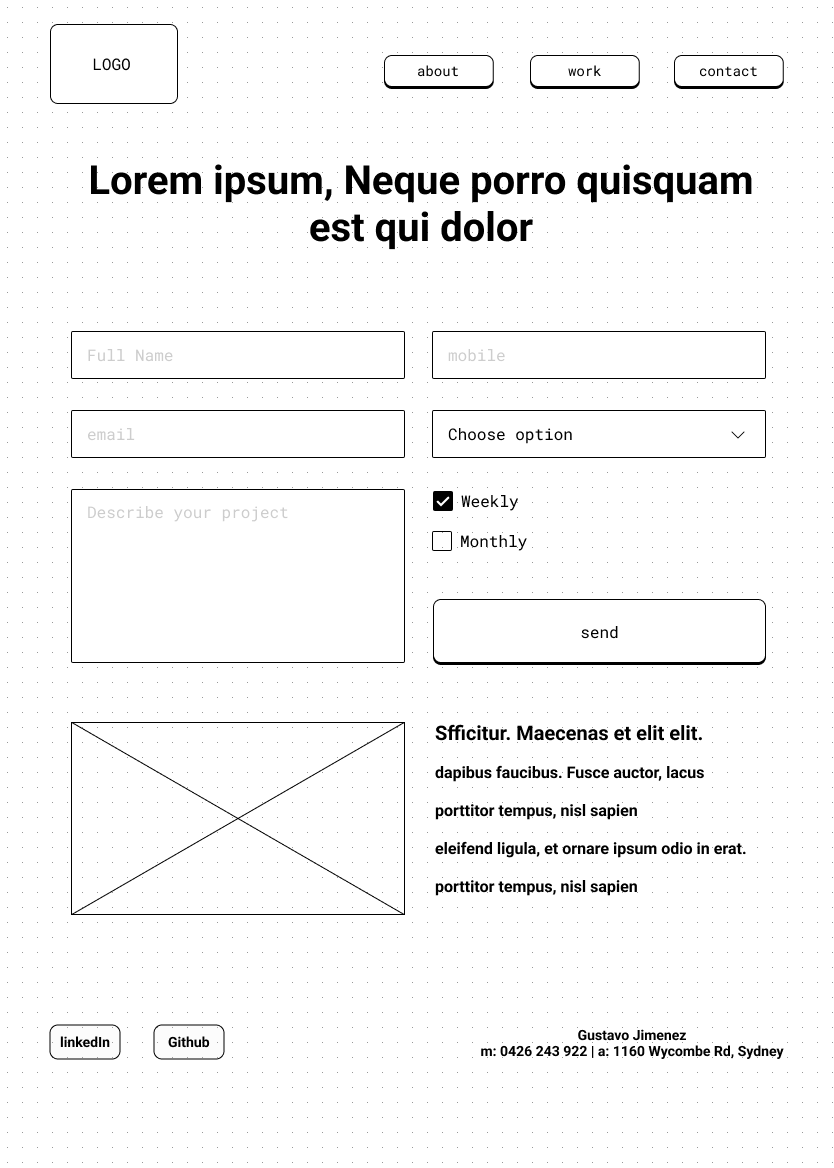 LOGO
about
work
contact
Lorem ipsum, Neque porro quisquam
est qui dolor
Full Name
mobile
email
Choose option
Describe your project
Weekly
Monthly
send
Sfficitur. Maecenas et elit elit.
dapibus faucibus. Fusce auctor, lacus
porttitor tempus, nisl sapien
eleifend ligula, et ornare ipsum odio in erat.
porttitor tempus, nisl sapien
linkedIn
Github
Gustavo Jimenez
m: 0426 243 922 | a: 1160 Wycombe Rd, Sydney